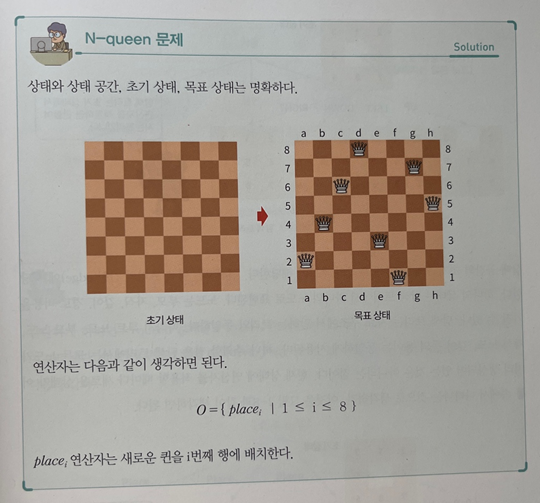 N-queen 문제
Solution
상태와 상태 공간, 초기 상태, 목표 상태는 명확하다.
a b c d e f g h
8 8
7 7
6 6
5 5
4 4
3 3
2 2
1 1
a b c d e f g h
초기 상태
목표 상태
연산자는 다음과 같이 생각하면 된다.
O = { place_i | 1 ≤ i ≤ 8 }
place_i 연산자는 새로운 퀸을 i번째 행에 배치한다.